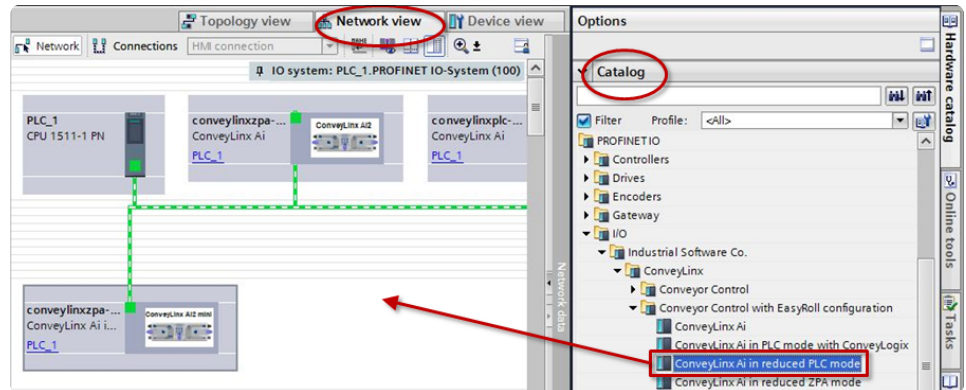 Topology view
Network view
Device view
Options
Network
Connections
HMI connection
IO system: PLC_1.PROFINET IO-System (100)
PLC_1
CPU 1511-1 PN
conveylinxzpa-...
ConveyLinx Ai
PLC_1
ConveyLinx Ai2
conveylinxplc-...
ConveyLinx Ai
PLC_1
conveylinxzpa-...
ConveyLinx Ai i...
PLC_1
ConveyLinx Ai2 mini
Network data
Catalog
Filter
Profile:
<All>
PROFINET IO
Controllers
Drives
Encoders
Gateway
I/O
Industrial Software Co.
ConveyLinx
Conveyor Control
Conveyor Control with EasyRoll configuration
ConveyLinx Ai
ConveyLinx Ai in PLC mode with ConveyLogix
ConveyLinx Ai in reduced PLC mode
ConveyLinx Ai in reduced ZPA mode
Hardware catalog
Online tools
Tasks